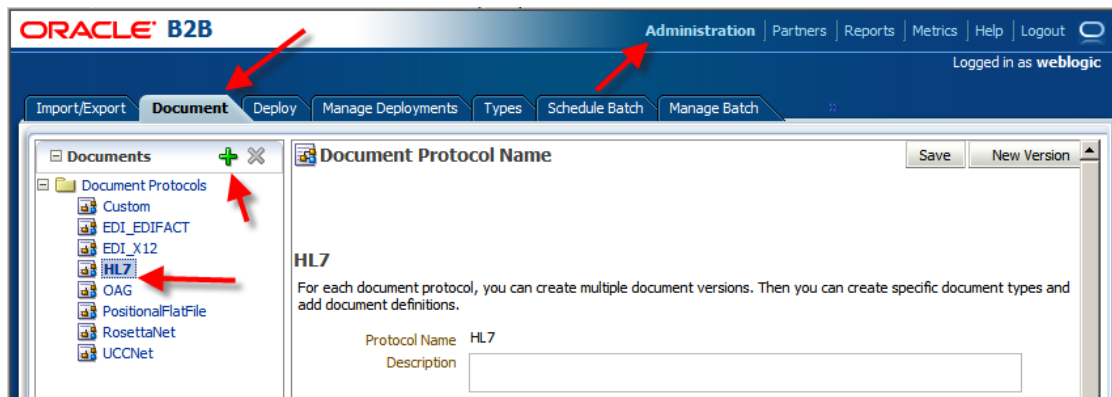 ORACLE B2B
Administration | Partners | Reports | Metrics | Help | Logout
Logged in as weblogic
Import/Export Document Deploy Manage Deployments Types Schedule Batch Manage Batch
Documents
Document Protocols
Custom
EDI_EDIFACT
EDI_X12
HL7
OAG
PositionalFlatFile
RosettaNet
UCCNet
Document Protocol Name
Save New Version
HL7
For each document protocol, you can create multiple document versions. Then you can create specific document types and
add document definitions.
Protocol Name HL7
Description